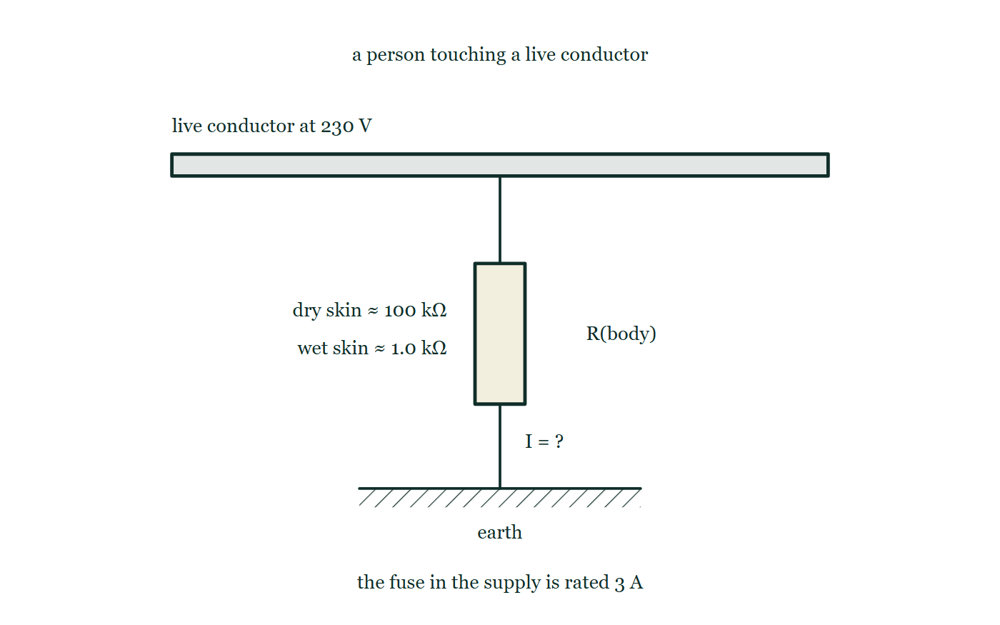 a person touching a live conductor
live conductor at 230 V
dry skin ≈ 100 kΩ
wet skin ≈ 1.0 kΩ
R(body)
I = ?
earth
the fuse in the supply is rated 3 A